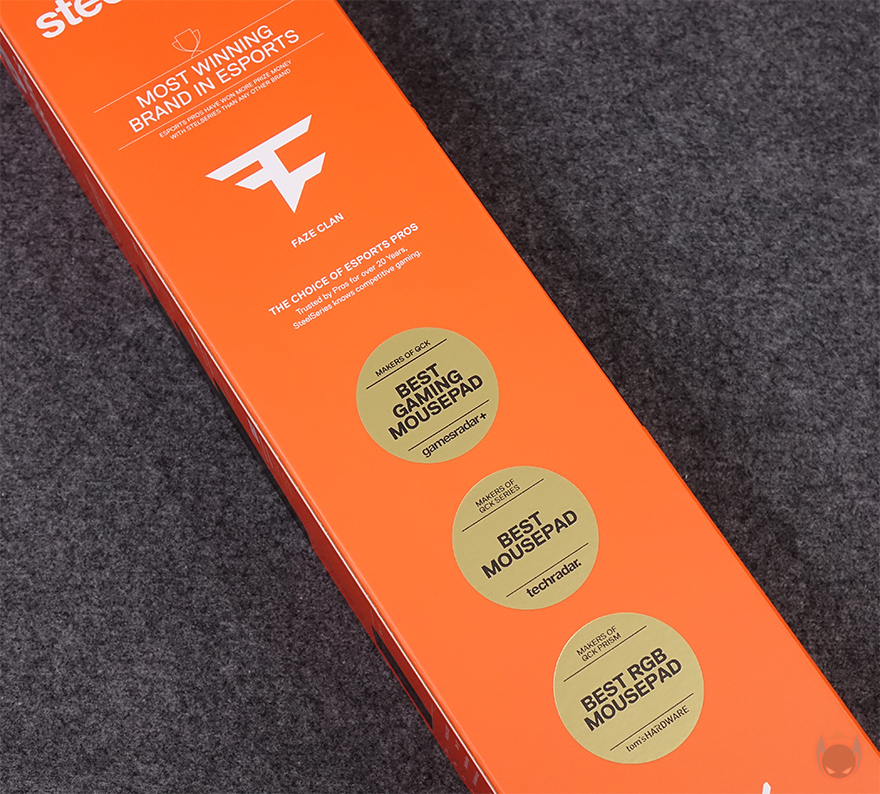 stee
MOST WINNING
BRAND IN ESPORTS
ESPORTS PROS HAVE WON MORE PRIZE MONEY
WITH STELSERIES THAN ANY OTHER BRAND
FAZE CLAN
THE CHOICE OF ESPORTS PROS
Trusted by Pros for over 20 Years,
SteelSeries knows competitive gaming.
MAKERS OF QCK
BEST
GAMING
MOUSEPAD
gamesradar+
MAKERS OF
QCK SERIES
BEST
MOUSEPAD
techradar.
MAKERS OF
QCK PRISM
BEST RGB
MOUSEPAD
tom'sHARDWARE